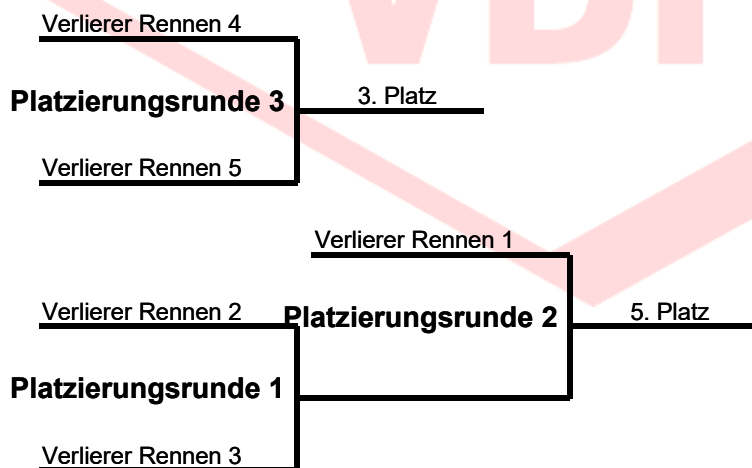 VDI
Verlierer Rennen 4
Platzierungsrunde 3
3. Platz
Verlierer Rennen 5
Verlierer Rennen 1
Verlierer Rennen 2
Platzierungsrunde 2
5. Platz
Platzierungsrunde 1
Verlierer Rennen 3